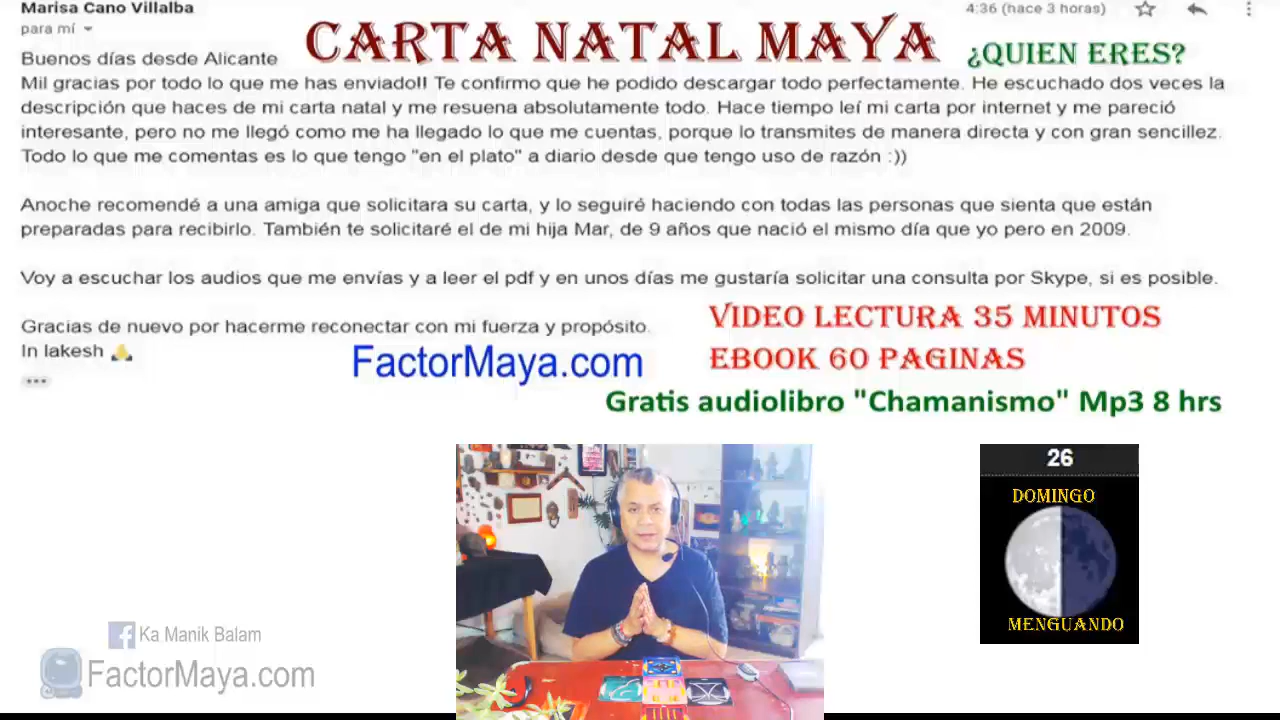 Marisa Cano Villalba
4:36 (hace 3 horas)
para mí
CARTA NATAL MAYA
¿QUIEN ERES?
Buenos días desde Alicante
Mil gracias por todo lo que me has enviado!! Te confirmo que he podido descargar todo perfectamente. He escuchado dos veces la
descripción que haces de mi carta natal y me resuena absolutamente todo. Hace tiempo leí mi carta por internet y me pareció
interesante, pero no me llegó como me ha llegado lo que me cuentas, porque lo transmites de manera directa y con gran sencillez.
Todo lo que me comentas es lo que tengo "en el plato" a diario desde que tengo uso de razón :))
Anoche recomendé a una amiga que solicitara su carta, y lo seguiré haciendo con todas las personas que sienta que están
preparadas para recibirlo. También te solicitaré el de mi hija Mar, de 9 años que nació el mismo día que yo pero en 2009.
Voy a escuchar los audios que me envías y a leer el pdf y en unos días me gustaría solicitar una consulta por Skype, si es posible.
Gracias de nuevo por hacerme reconectar con mi fuerza y propósito.
In lakesh
VIDEO LECTURA 35 MINUTOS
FactorMaya.com
EBOOK 60 PAGINAS
Gratis audiolibro "Chamanismo" Mp3 8 hrs
26
DOMINGO
MENGUANDO
Ka Manik Balam
FactorMaya.com